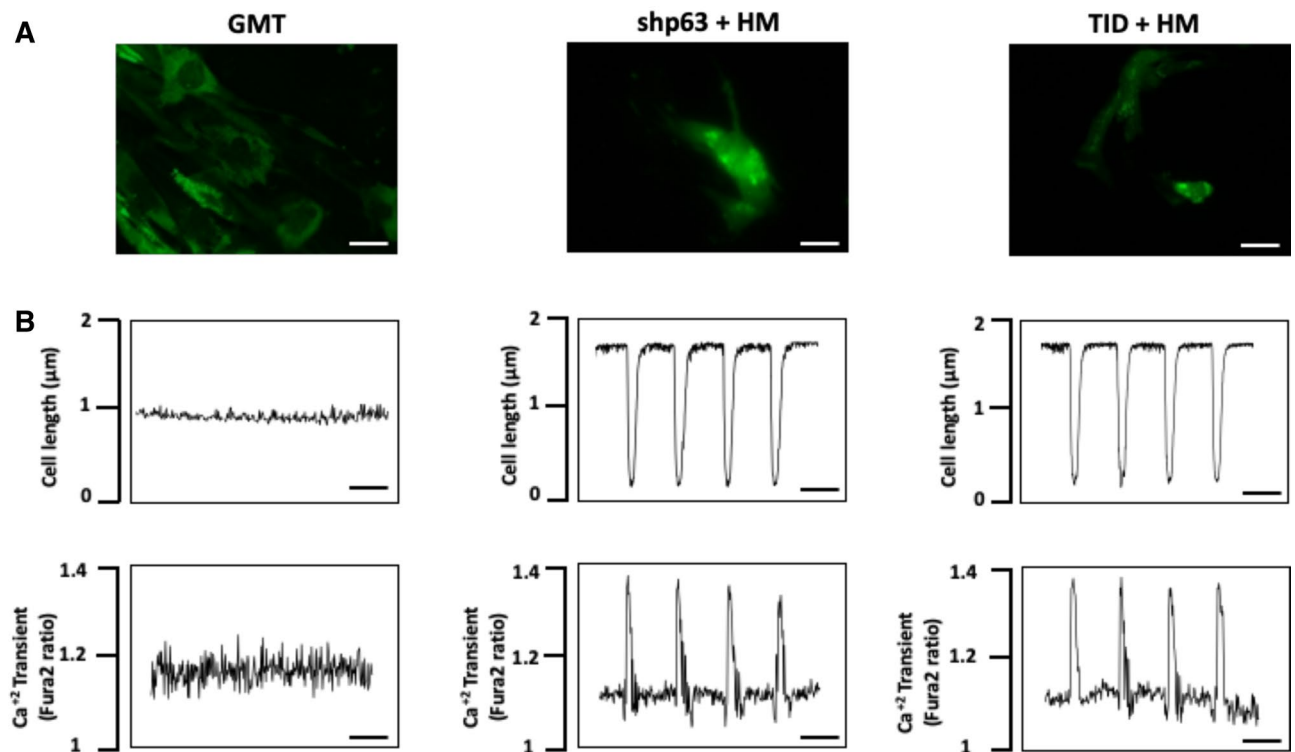 A
GMT
shp63 + HM
TID + HM
B
2
1
0
Cell length (µm)
2
1
0
Cell length (µm)
2
1
0
Cell length (µm)
1.4
1.2
1
Ca⁺² Transient
(Fura2 ratio)
1.4
1.2
1
Ca⁺² Transient
(Fura2 ratio)
1.4
1.2
1
Ca⁺² Transient
(Fura2 ratio)